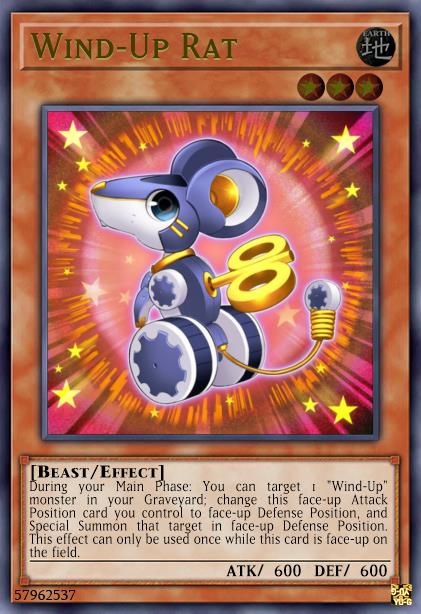 WIND-UP RAT
EARTH
地
[BEAST/EFFECT]
During your Main Phase: You can target 1 "Wind-Up"
monster in your Graveyard; change this face-up Attack
Position card you control to face-up Defense Position, and
Special Summon that target in face-up Defense Position.
This effect can only be used once while this card is face-up on
the field.
ATK/ 600 DEF/ 600
57962537